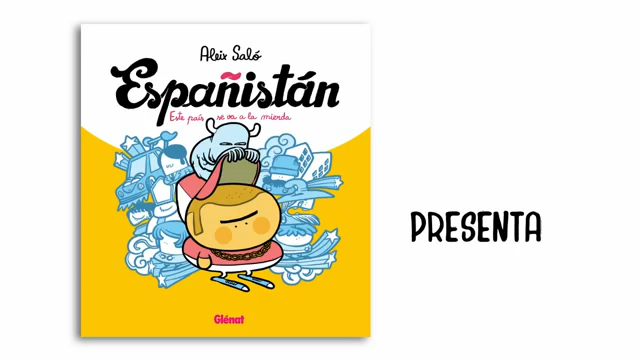 Aleix Saló
Españistán
Este país se va a la mierda
Glénat
PRESENTA